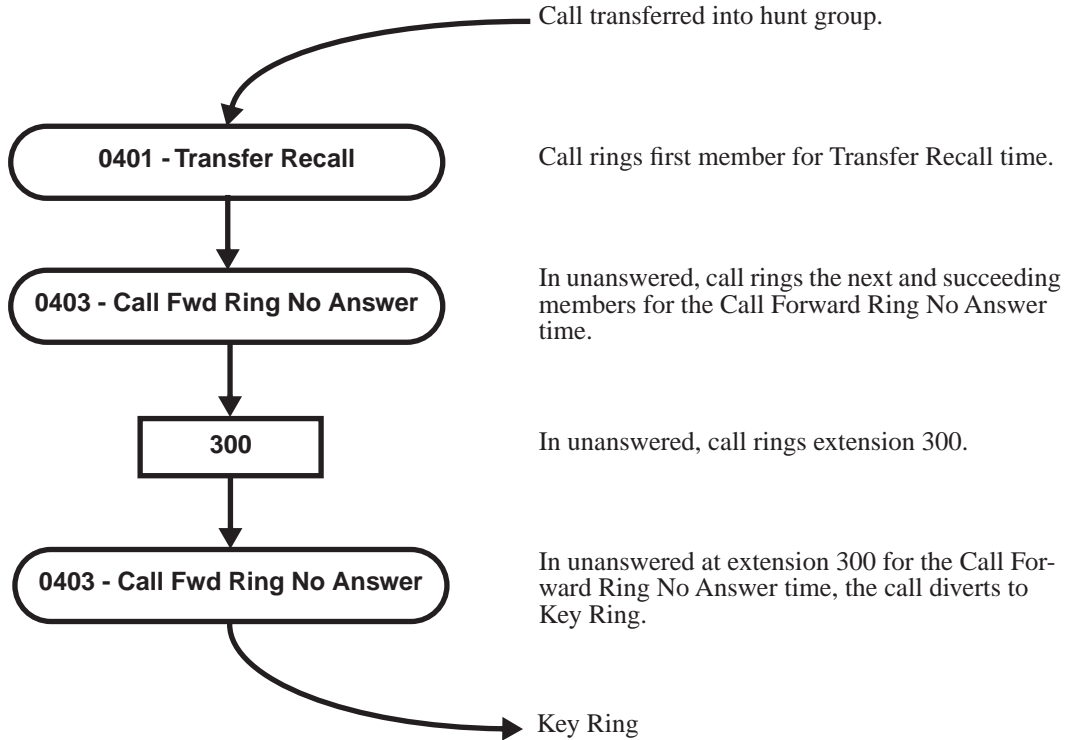 Call transferred into hunt group.
0401 - Transfer Recall
Call rings first member for Transfer Recall time.
0403 - Call Fwd Ring No Answer
In unanswered, call rings the next and succeeding
members for the Call Forward Ring No Answer
time.
300
In unanswered, call rings extension 300.
0403 - Call Fwd Ring No Answer
In unanswered at extension 300 for the Call For-
ward Ring No Answer time, the call diverts to
Key Ring.
Key Ring